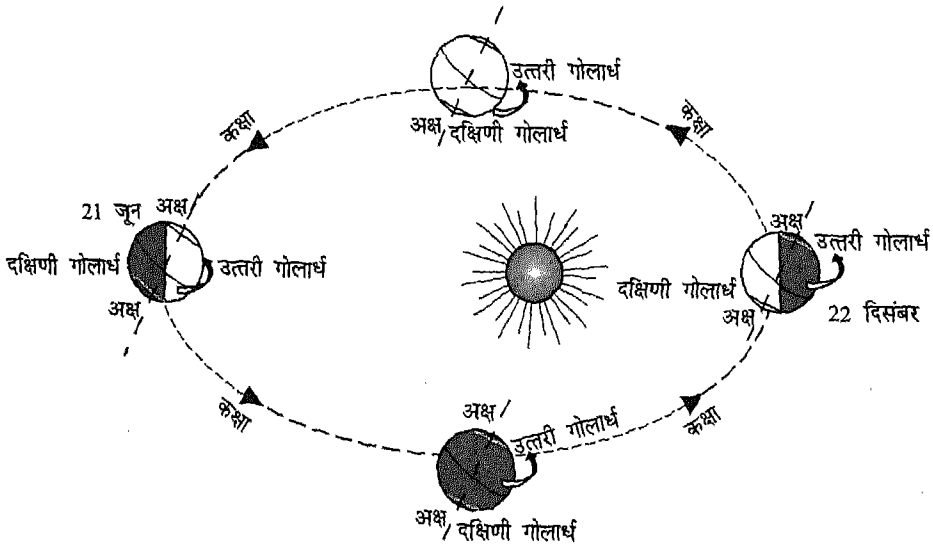 उत्तरी गोलार्ध
अक्ष
दक्षिणी गोलार्ध
कक्षा
कक्षा
21 जून
अक्ष
दक्षिणी गोलार्ध
उत्तरी गोलार्ध
अक्ष
अक्ष
उत्तरी गोलार्ध
दक्षिणी गोलार्ध
अक्ष
22 दिसंबर
कक्षा
कक्षा
अक्ष
उत्तरी गोलार्ध
अक्ष
दक्षिणी गोलार्ध